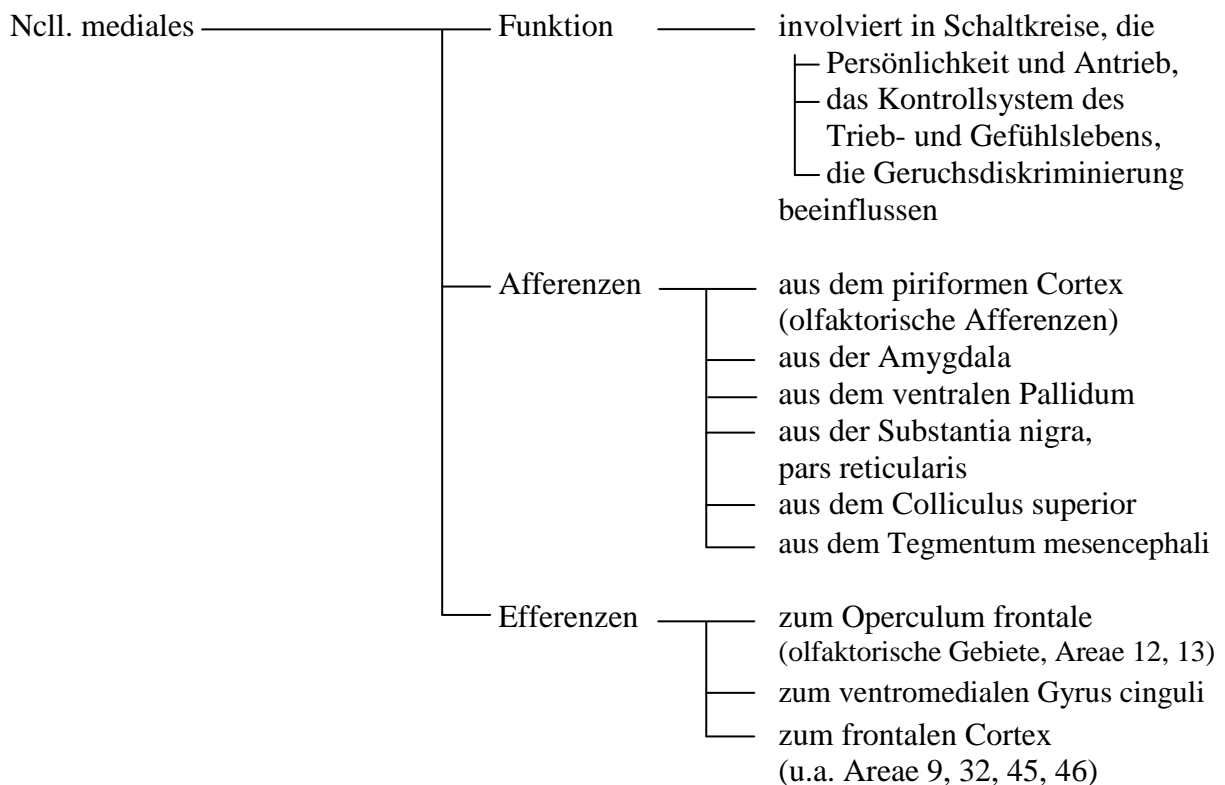 Ncll. mediales Funktion involviert in Schaltkreise, die
Persönlichkeit und Antrieb,
das Kontrollsystem des
Trieb- und Gefühlslebens,
die Geruchsdiskriminierung
beeinflussen
Afferenzen aus dem piriformen Cortex
(olfaktorische Afferenzen)
aus der Amygdala
aus dem ventralen Pallidum
aus der Substantia nigra,
pars reticularis
aus dem Colliculus superior
aus dem Tegmentum mesencephali
Efferenzen zum Operculum frontale
(olfaktorische Gebiete, Areae 12, 13)
zum ventromedialen Gyrus cinguli
zum frontalen Cortex
(u.a. Areae 9, 32, 45, 46)